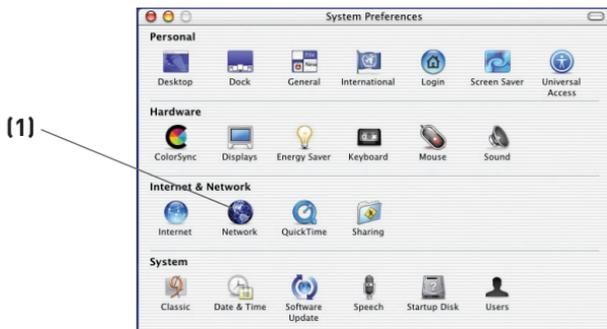 System Preferences
Personal
Desktop Dock General International Login Screen Saver Universal Access
(1)
Hardware
ColorSync Displays Energy Saver Keyboard Mouse Sound
Internet & Network
Internet Network QuickTime Sharing
System
Classic Date & Time Software Update Speech Startup Disk Users